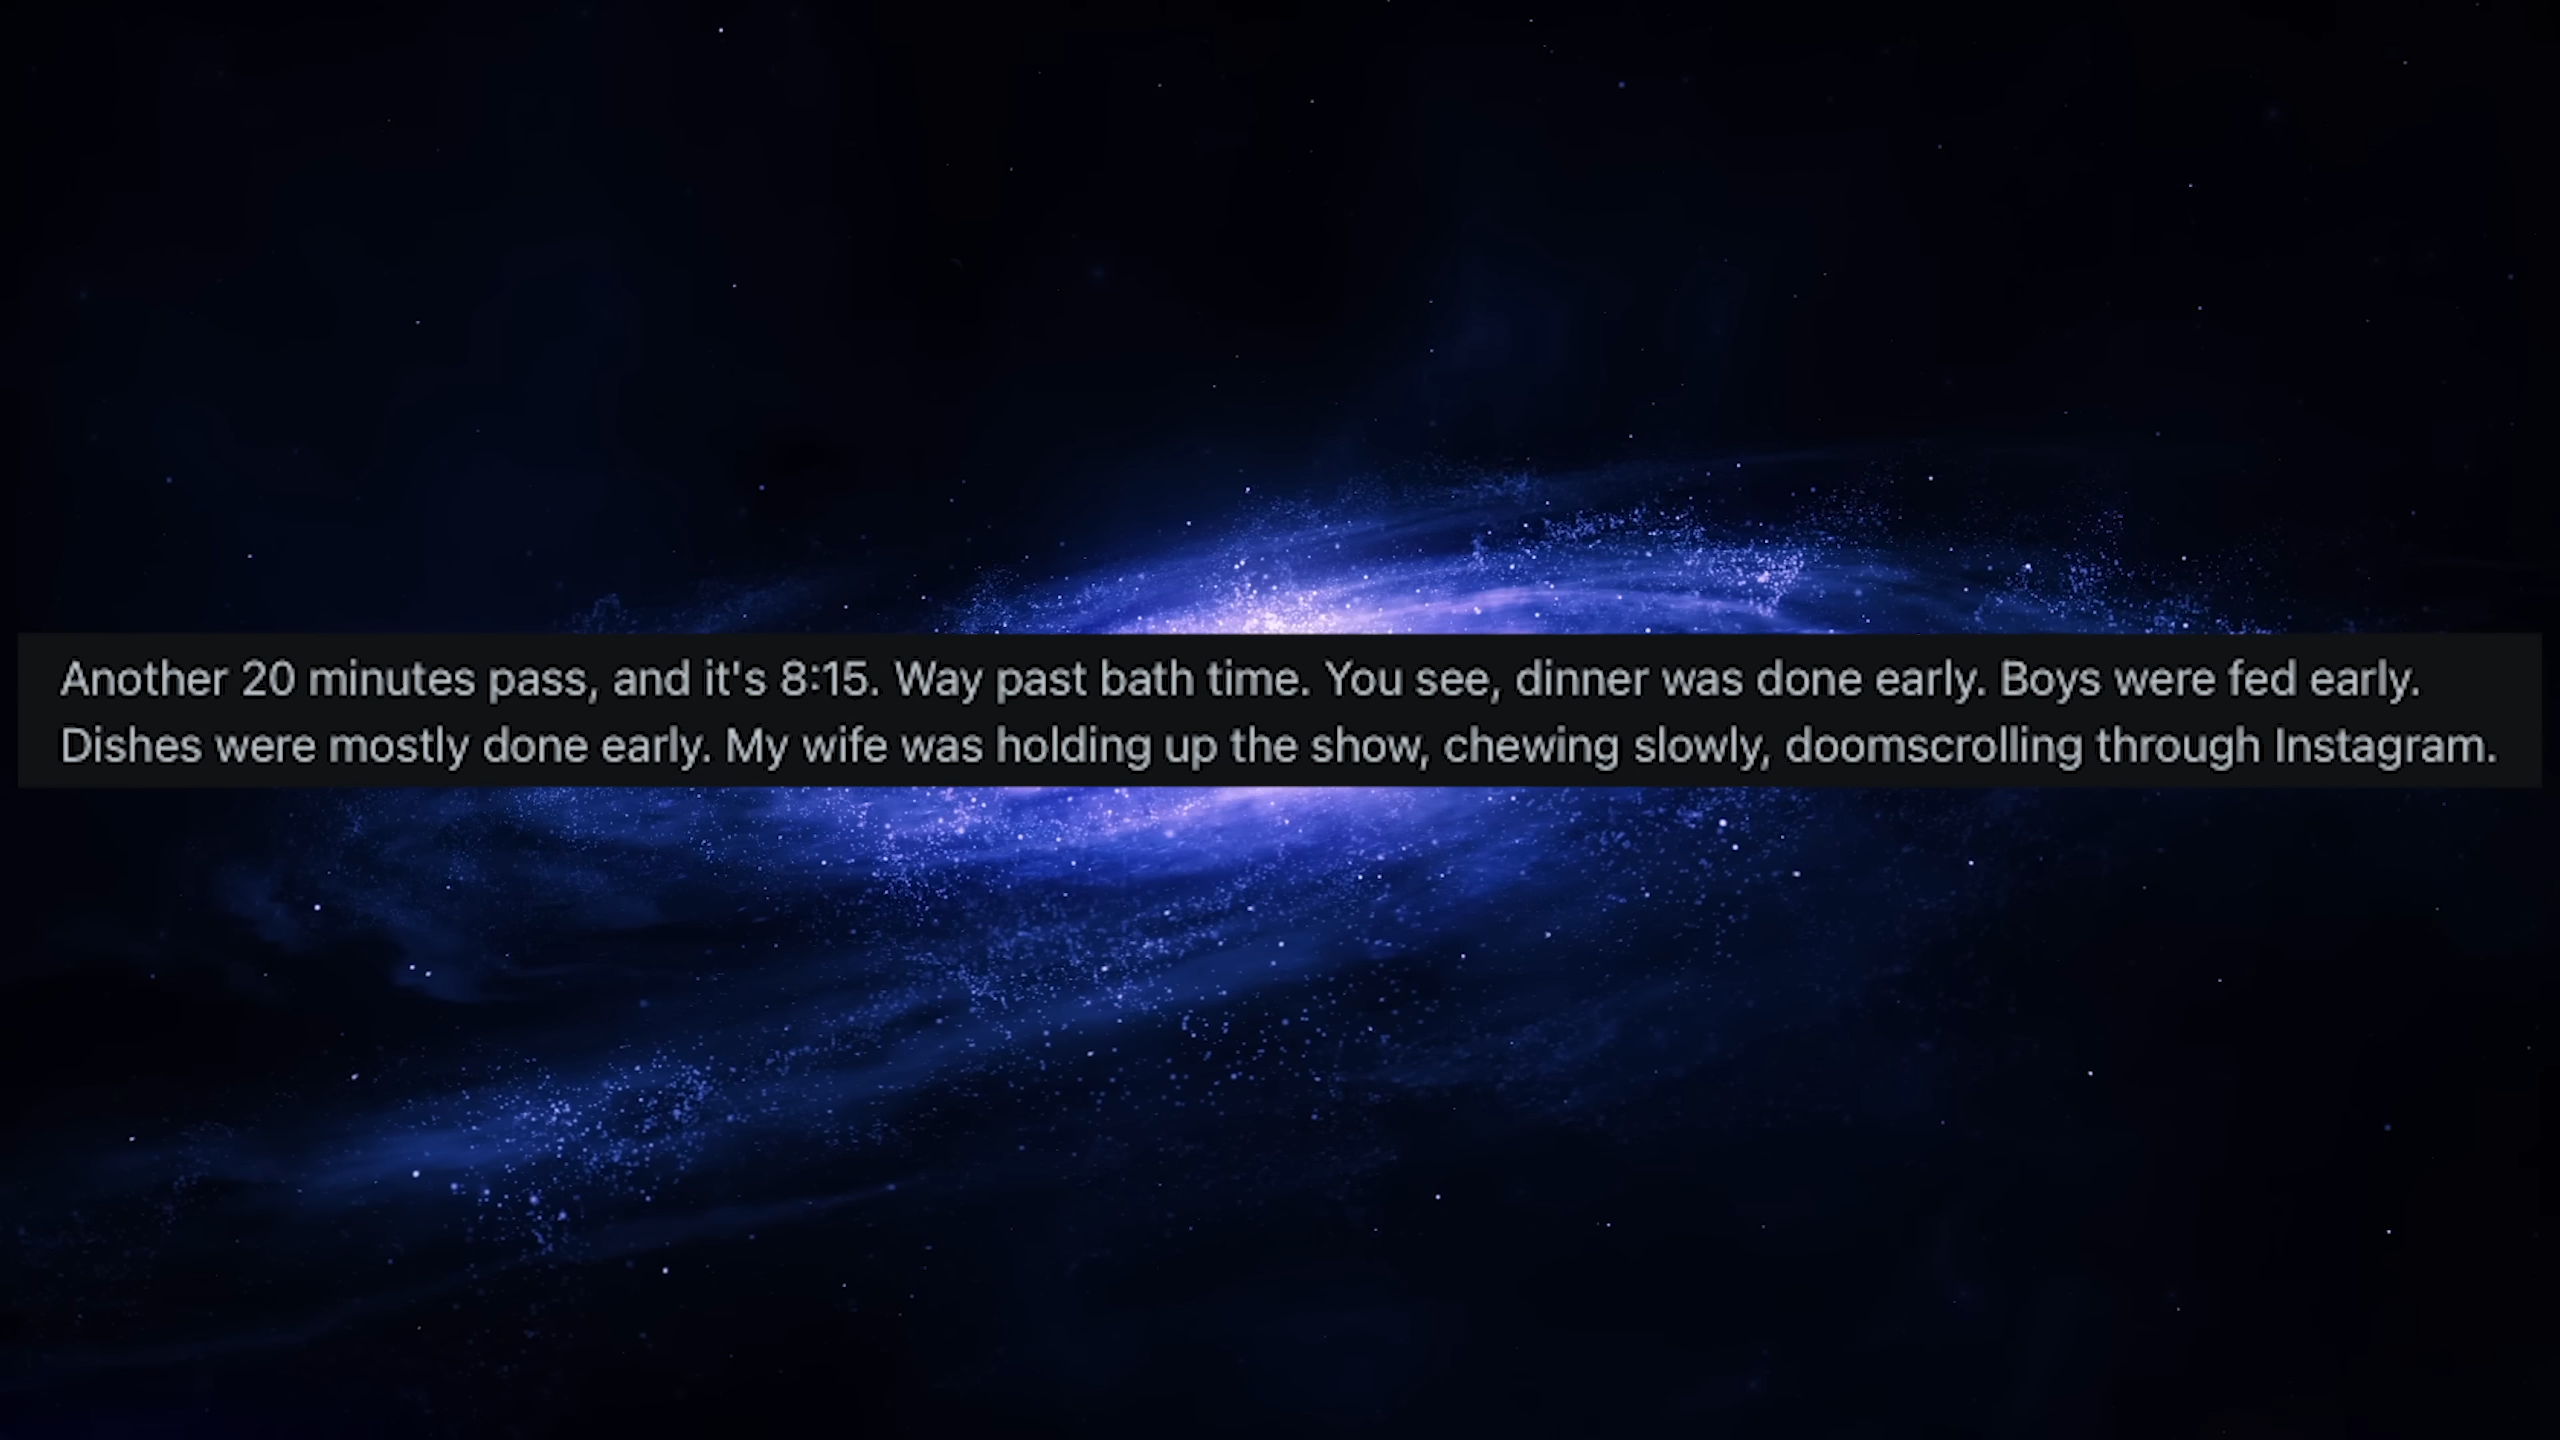 Another 20 minutes pass, and it's 8:15. Way past bath time. You see, dinner was done early. Boys were fed early.
Dishes were mostly done early. My wife was holding up the show, chewing slowly, doomscrolling through Instagram.